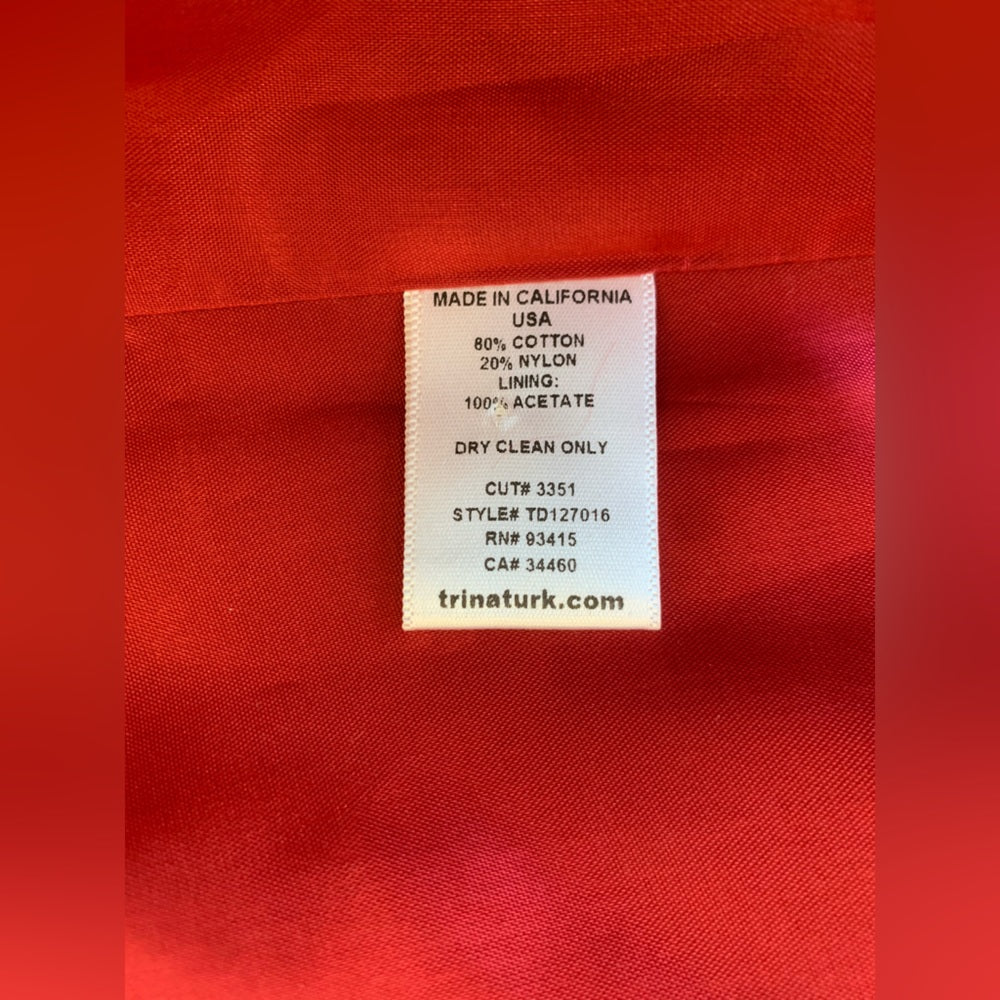 MADE IN CALIFORNIA
USA
80% COTTON
20% NYLON
LINING:
100% ACETATE
DRY CLEAN ONLY
CUT# 3351
STYLE# TD127016
RN# 93415
CA# 34460
trinaturk.com